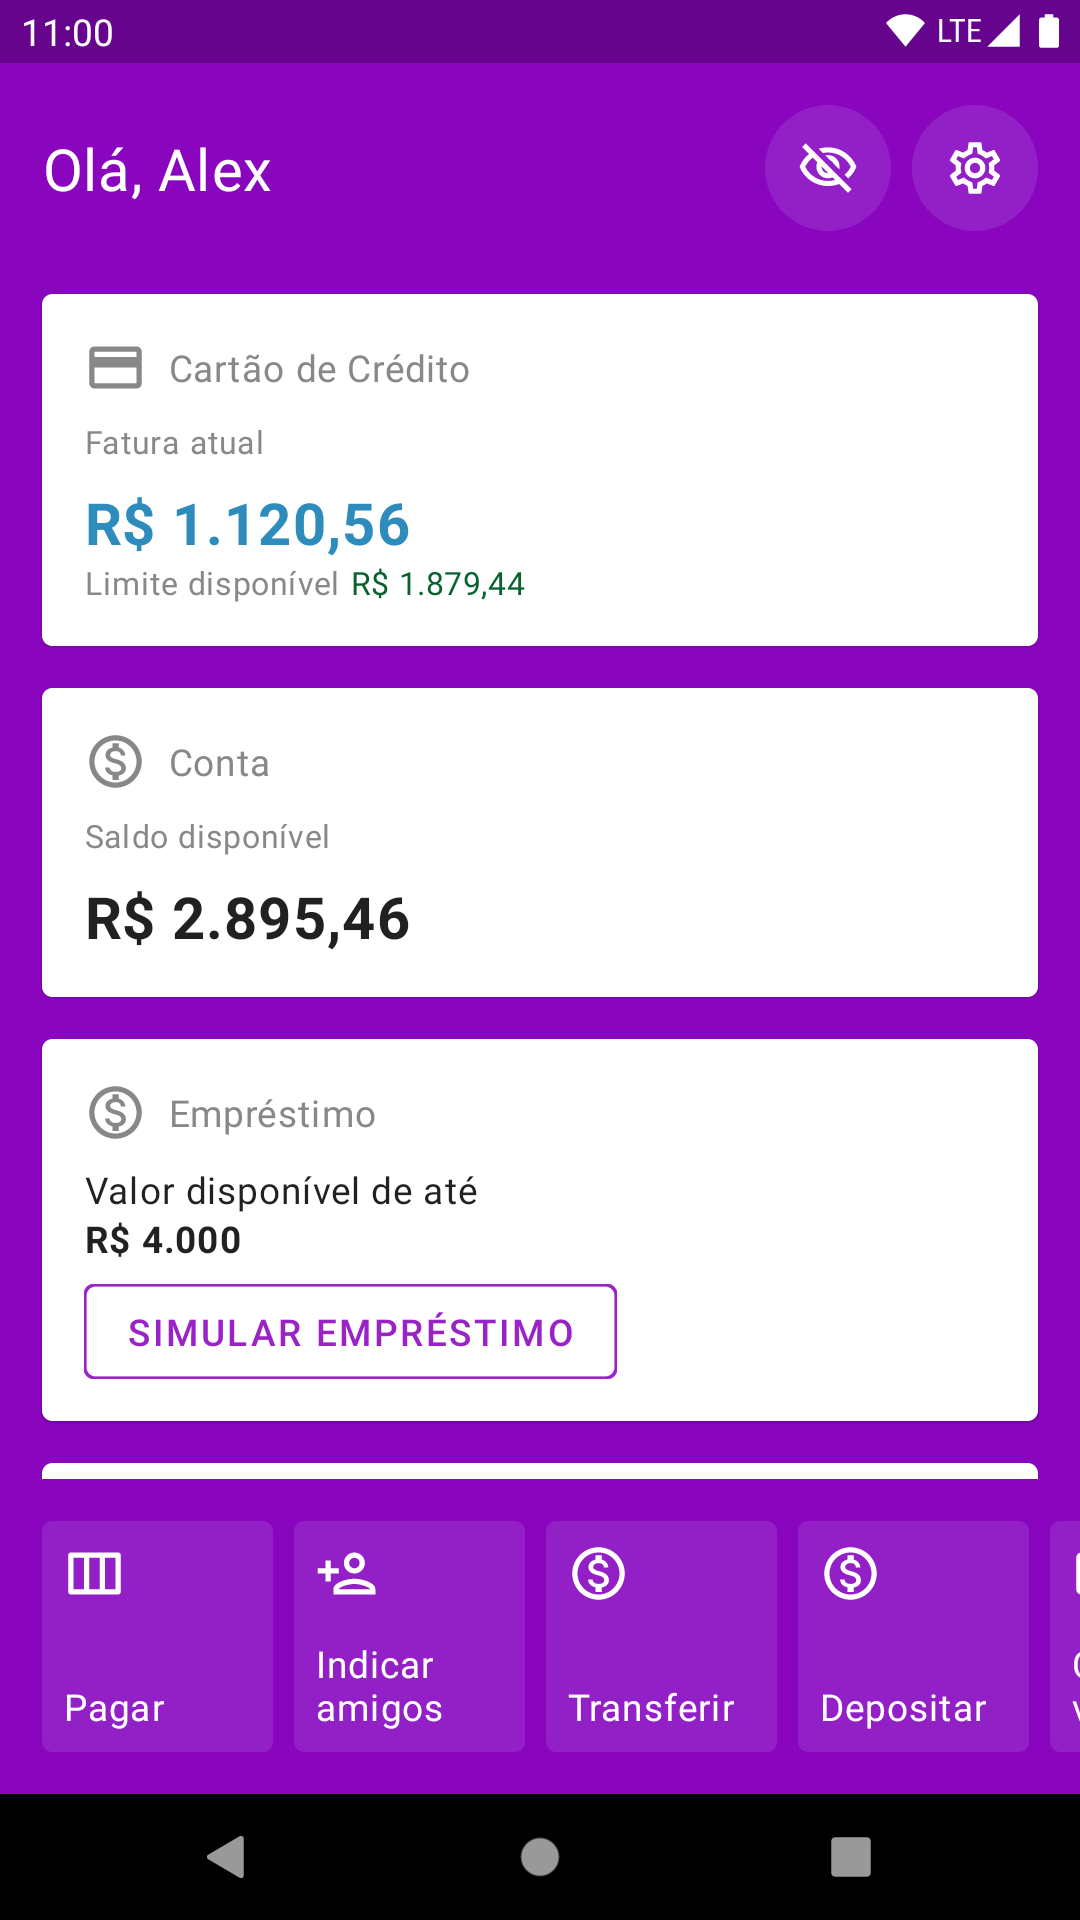 11:00
LTE
Olá, Alex
Cartão de Crédito
Fatura atual
R$ 1.120,56
Limite disponível R$ 1.879,44
Conta
Saldo disponível
R$ 2.895,46
Empréstimo
Valor disponível de até
R$ 4.000
SIMULAR EMPRÉSTIMO
Pagar
Indicar
amigos
Transferir
Depositar